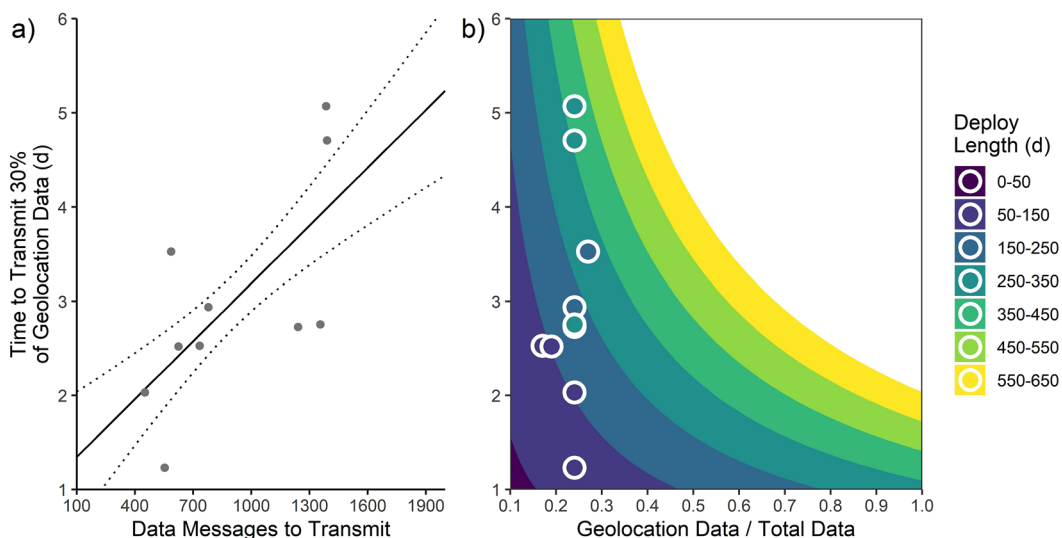 a)
Time to Transmit 30%
of Geolocation Data (d)
6
5
4
3
2
1
100 400 700 1000 1300 1600 1900
Data Messages to Transmit
b)
6
5
4
3
2
1
0.1 0.2 0.3 0.4 0.5 0.6 0.7 0.8 0.9 1.0
Geolocation Data / Total Data
Deploy
Length (d)
0-50
50-150
150-250
250-350
350-450
450-550
550-650